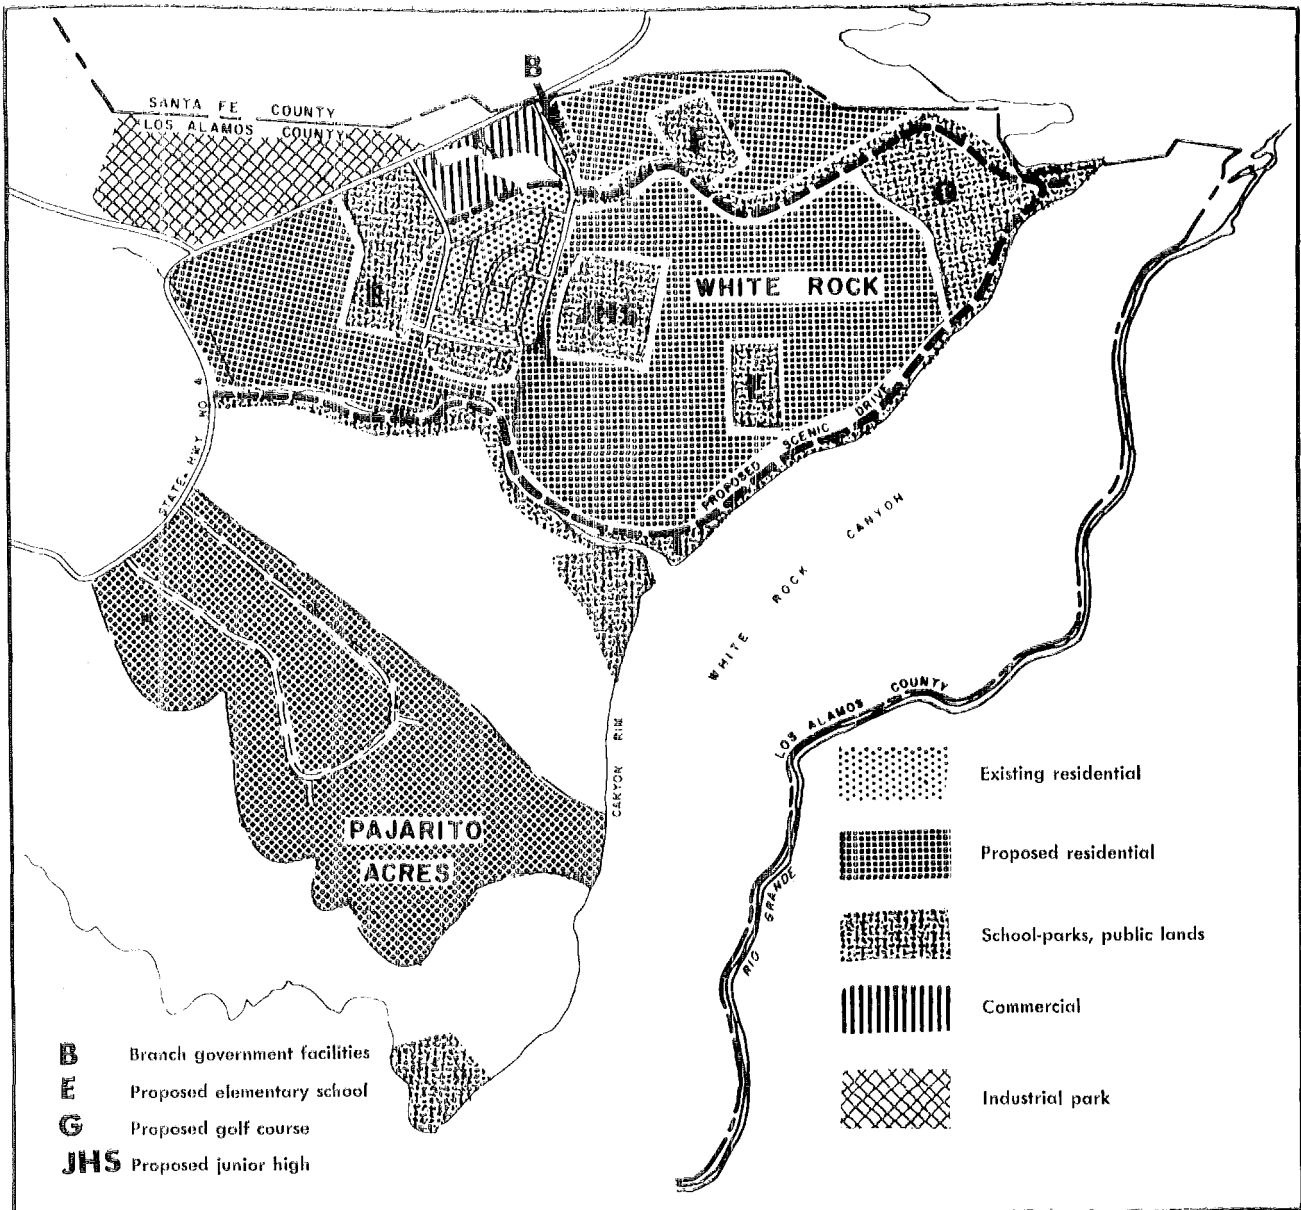 B
SANTA FE COUNTY
LOS ALAMOS COUNTY
E
G
E
JHS
WHITE ROCK
E
STATE HWY NO 4
PROPOSED SCENIC DRIVE
WHITE ROCK CANYON
CANYON RIM
LOS ALAMOS COUNTY
RIO GRANDE
PAJARITO
ACRES
Existing residential
Proposed residential
School-parks, public lands
Commercial
Industrial park
B Branch government facilities
E Proposed elementary school
G Proposed golf course
JHS Proposed junior high